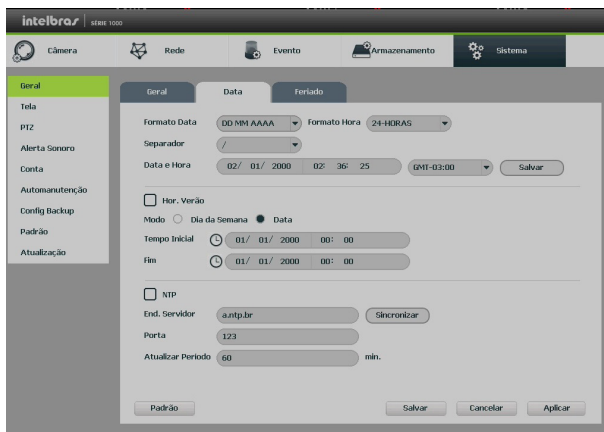 intelbras SÉRIE 1000
Câmera Rede Evento Armazenamento Sistema
Geral
Tela
PTZ
Alerta Sonoro
Conta
Automanutenção
Config Backup
Padrão
Atualização
Geral Data Feriado
Formato Data DD MM AAAA Formato Hora 24-HORAS
Separador /
Data e Hora 02/ 01/ 2000 02: 36: 25 GMT-03:00 Salvar
Hor. Verão
Modo Dia da Semana Data
Tempo Inicial 01/ 01/ 2000 00: 00
Fim 01/ 01/ 2000 00: 00
NTP
End. Servidor a.ntp.br Sincronizar
Porta 123
Atualizar Período 60 min.
Padrão Salvar Cancelar Aplicar